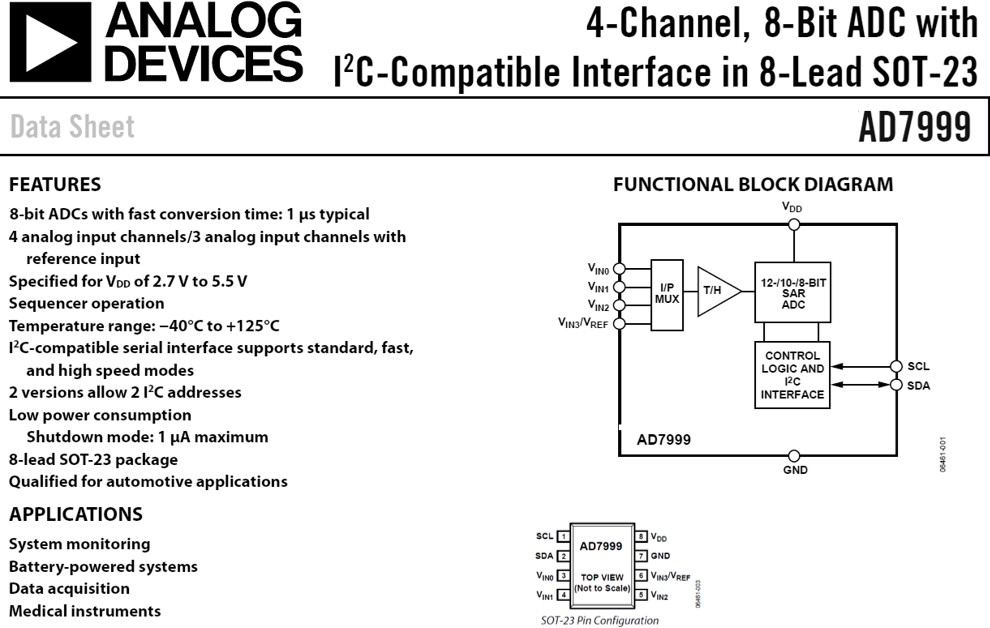 ANALOG
DEVICES
4-Channel, 8-Bit ADC with
I²C-Compatible Interface in 8-Lead SOT-23
Data Sheet
AD7999
FEATURES
8-bit ADCs with fast conversion time: 1 µs typical
4 analog input channels/3 analog input channels with
reference input
Specified for VDD of 2.7 V to 5.5 V
Sequencer operation
Temperature range: −40°C to +125°C
I²C-compatible serial interface supports standard, fast,
and high speed modes
2 versions allow 2 I²C addresses
Low power consumption
Shutdown mode: 1 µA maximum
8-lead SOT-23 package
Qualified for automotive applications
APPLICATIONS
System monitoring
Battery-powered systems
Data acquisition
Medical instruments
FUNCTIONAL BLOCK DIAGRAM
VDD
VIN0
VIN1
VIN2
VIN3/VREF
I/P
MUX
T/H
12-/10-/8-BIT
SAR
ADC
CONTROL
LOGIC AND
I²C
INTERFACE
SCL
SDA
AD7999
GND
06461-001
SCL 1
SDA 2
VIN0 3
VIN1 4
AD7999
TOP VIEW
(Not to Scale)
8 VDD
7 GND
6 VIN3/VREF
5 VIN2
06461-003
SOT-23 Pin Configuration